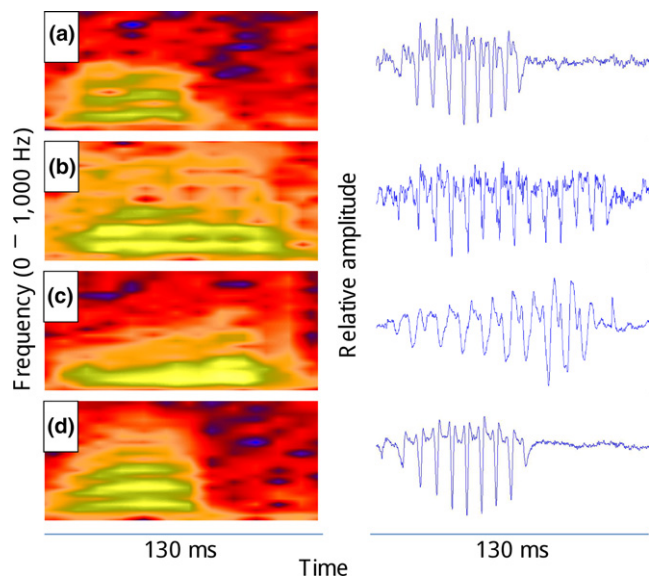 (a)
(b)
(c)
(d)
Frequency (0 – 1,000 Hz)
Relative amplitude
130 ms
130 ms
Time